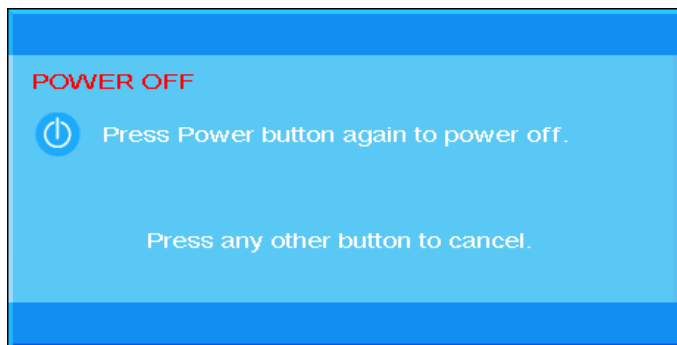 POWER OFF
Press Power button again to power off.
Press any other button to cancel.